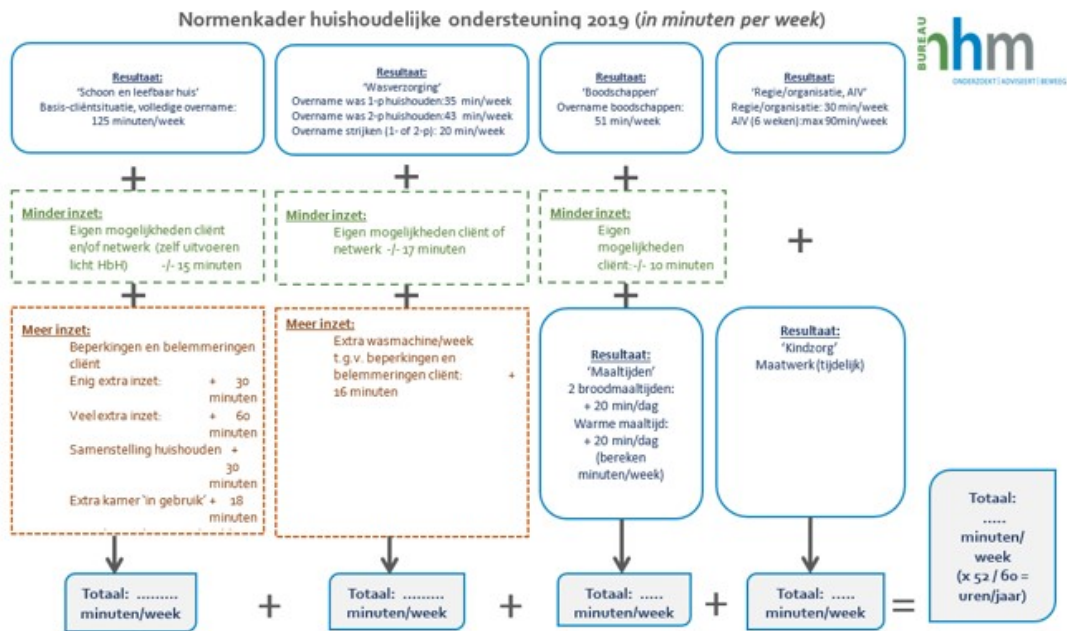 Normenkader huishoudelijke ondersteuning 2019 (in minuten per week)
BUREAU
nhm
ONDERZOEKT | ADVISEERT | BEWEEGT
Resultaat:
'Schoon en leefbaar huis'
Basis-cliëntsituatie, volledige overname:
125 minuten/week
Resultaat:
'Wasverzorging'
Overname was 1-p huishouden:35 min/week
Overname was 2-p huishouden:43 min/week
Overname strijken (1- of 2-p): 20 min/week
Resultaat:
'Boodschappen'
Overname boodschappen:
51 min/week
Resultaat:
'Regie/organisatie, AIV'
Regie/organisatie: 30 min/week
AIV (6 weken):max 90min/week
+
+
+
Minder inzet:
Eigen mogelijkheden cliënt
en/of netwerk (zelf uitvoeren
licht HbH) -/- 15 minuten
Minder inzet:
Eigen mogelijkheden cliënt of
netwerk -/- 17 minuten
Minder inzet:
Eigen
mogelijkheden
cliënt:-/- 10 minuten
+
+
+
+
Meer inzet:
Beperkingen en belemmeringen
cliënt
Enig extra inzet: + 30
minuten
Veel extra inzet: + 60
minuten
Samenstelling huishouden +
30
minuten
Extra kamer 'in gebruik' + 18
minuten
Meer inzet:
Extra wasmachine/week
t.g.v. beperkingen en
belemmeringen cliënt: +
16 minuten
Resultaat:
'Maaltijden'
2 broodmaaltijden:
+ 20 min/dag
Warme maaltijd:
+ 20 min/dag
(bereken
minuten/week)
Resultaat:
'Kindzorg'
Maatwerk (tijdelijk)
Totaal: .........
minuten/week
+
Totaal: .........
minuten/week
+
Totaal: .....
minuten/week
+
Totaal: .....
minuten/week
=
Totaal:
.....
minuten/
week
(x 52 / 60 =
uren/jaar)